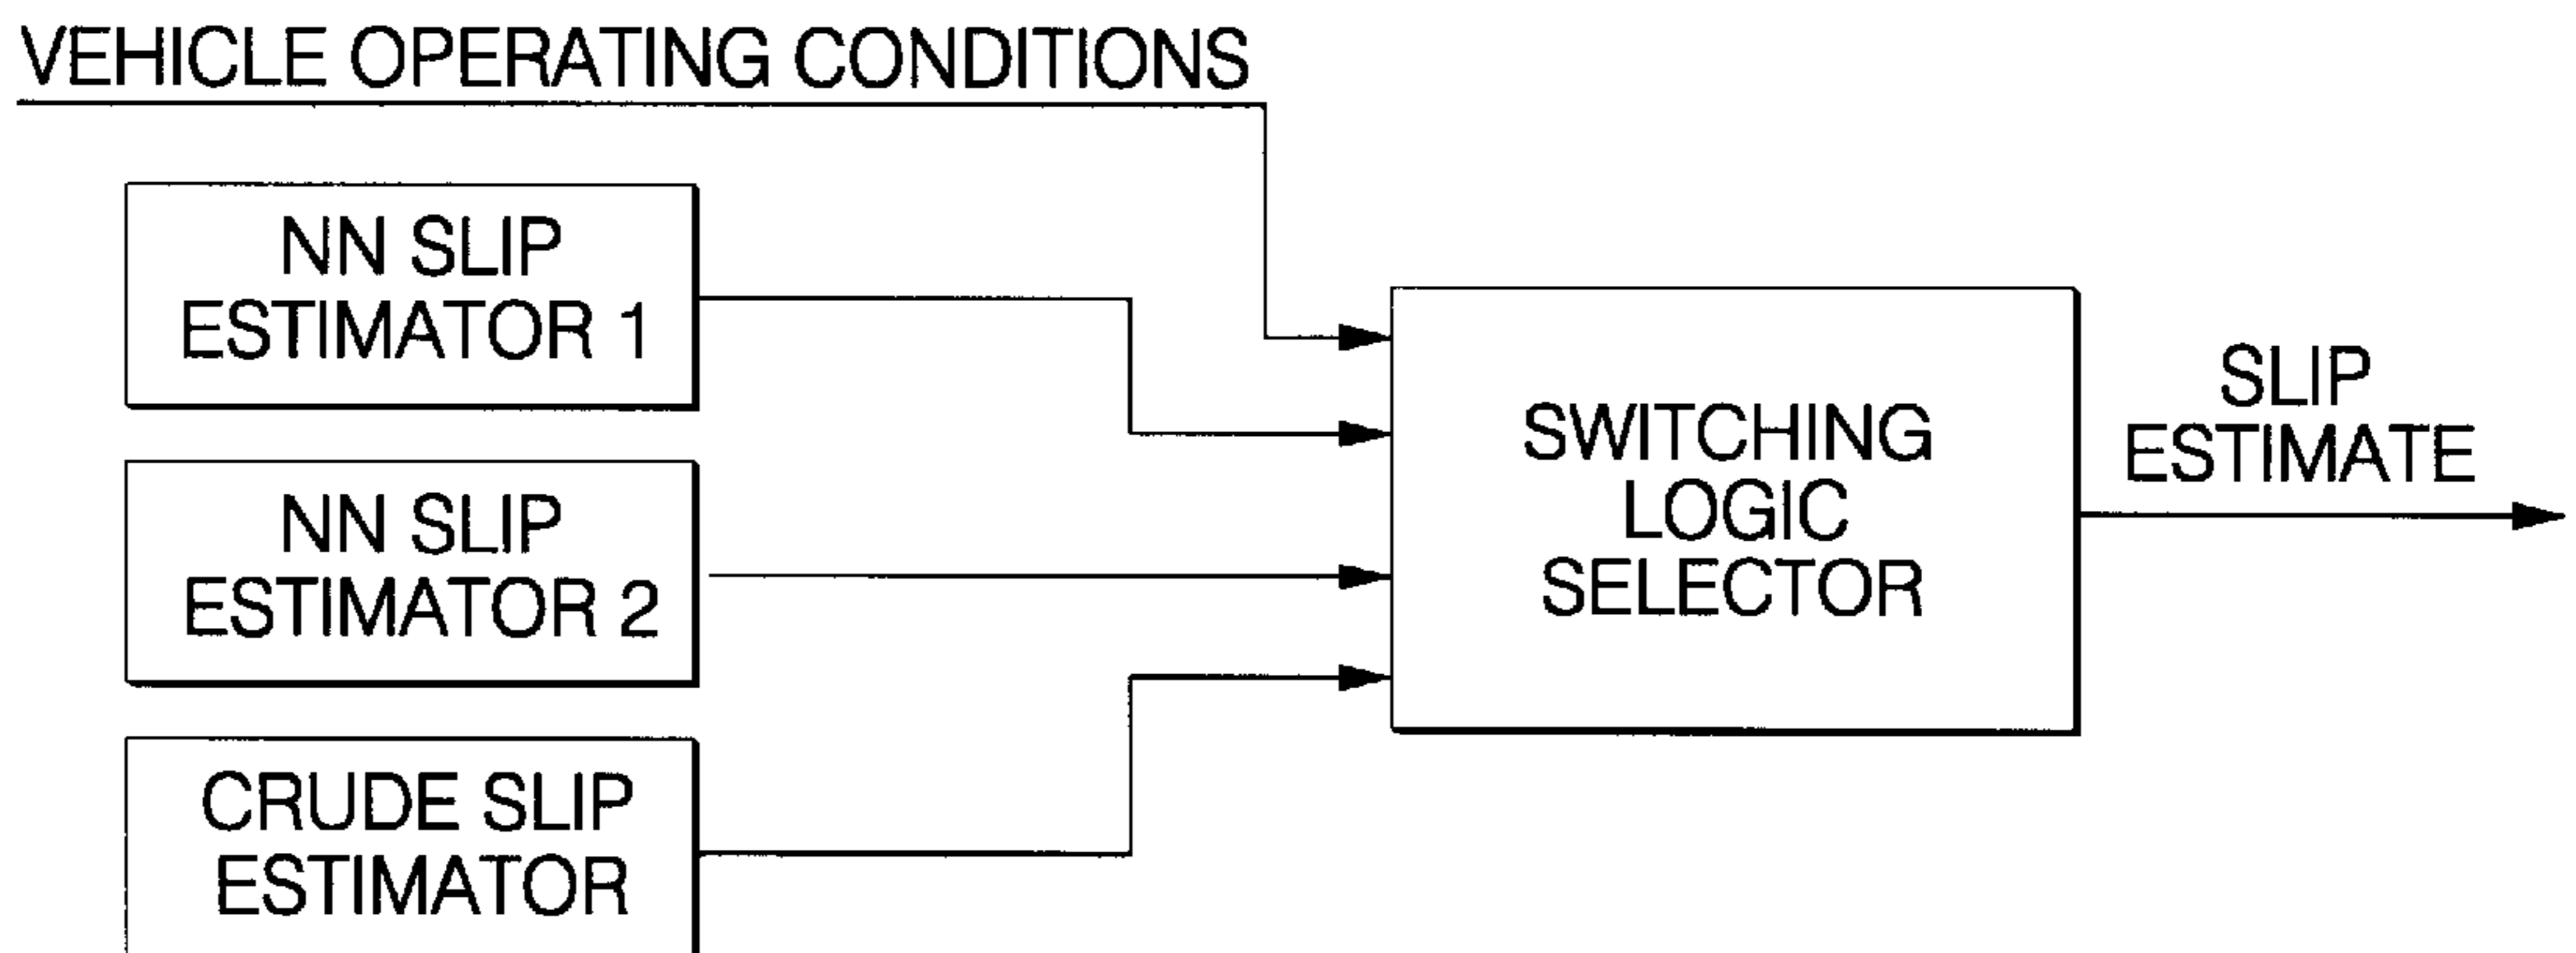 VEHICLE OPERATING CONDITIONS
NN SLIP
ESTIMATOR 1
NN SLIP
ESTIMATOR 2
CRUDE SLIP
ESTIMATOR
SWITCHING
LOGIC
SELECTOR
SLIP
ESTIMATE